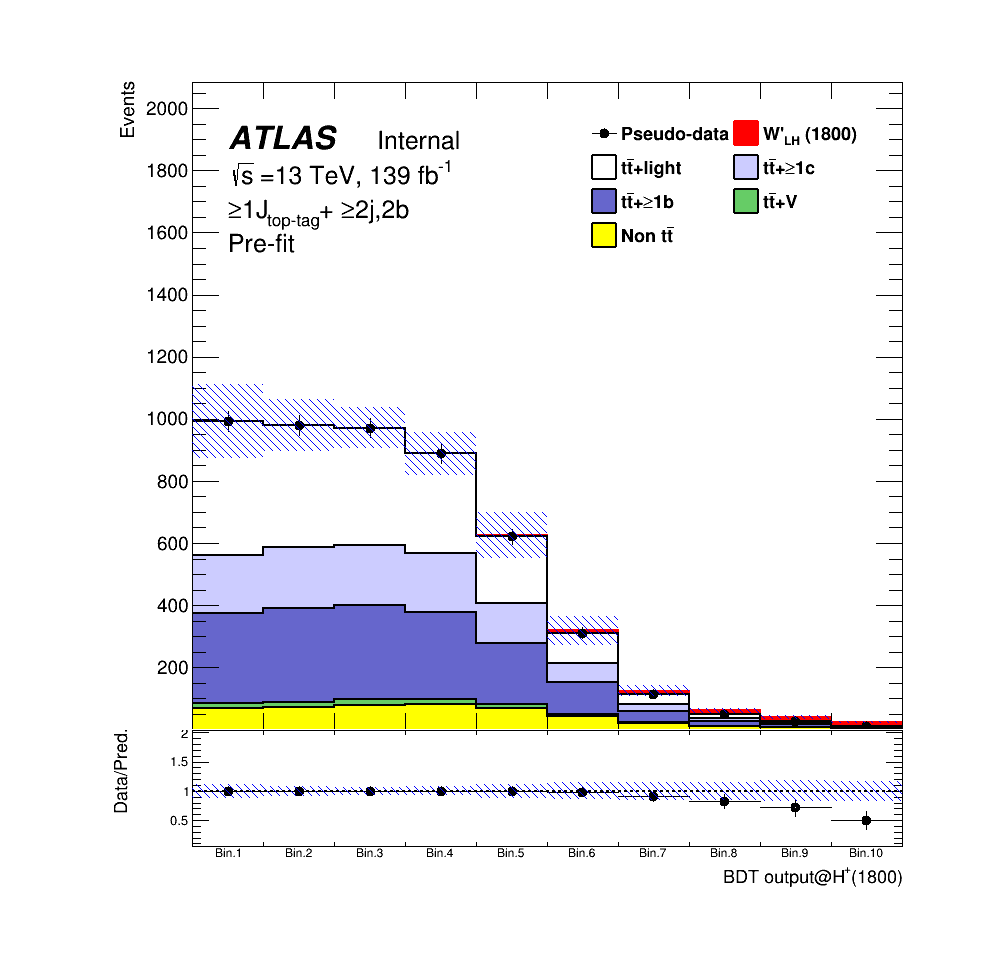 Events
2000
1800
1600
1400
1200
1000
800
600
400
200
ATLAS Internal
√s =13 TeV, 139 fb⁻¹
≥1J_top-tag + ≥2j,2b
Pre-fit
Pseudo-data
W'_LH (1800)
tt̄+light
tt̄+≥1c
tt̄+≥1b
tt̄+V
Non tt̄
Data/Pred.
2
1.5
1
0.5
Bin.1 Bin.2 Bin.3 Bin.4 Bin.5 Bin.6 Bin.7 Bin.8 Bin.9 Bin.10
BDT output@H⁺(1800)